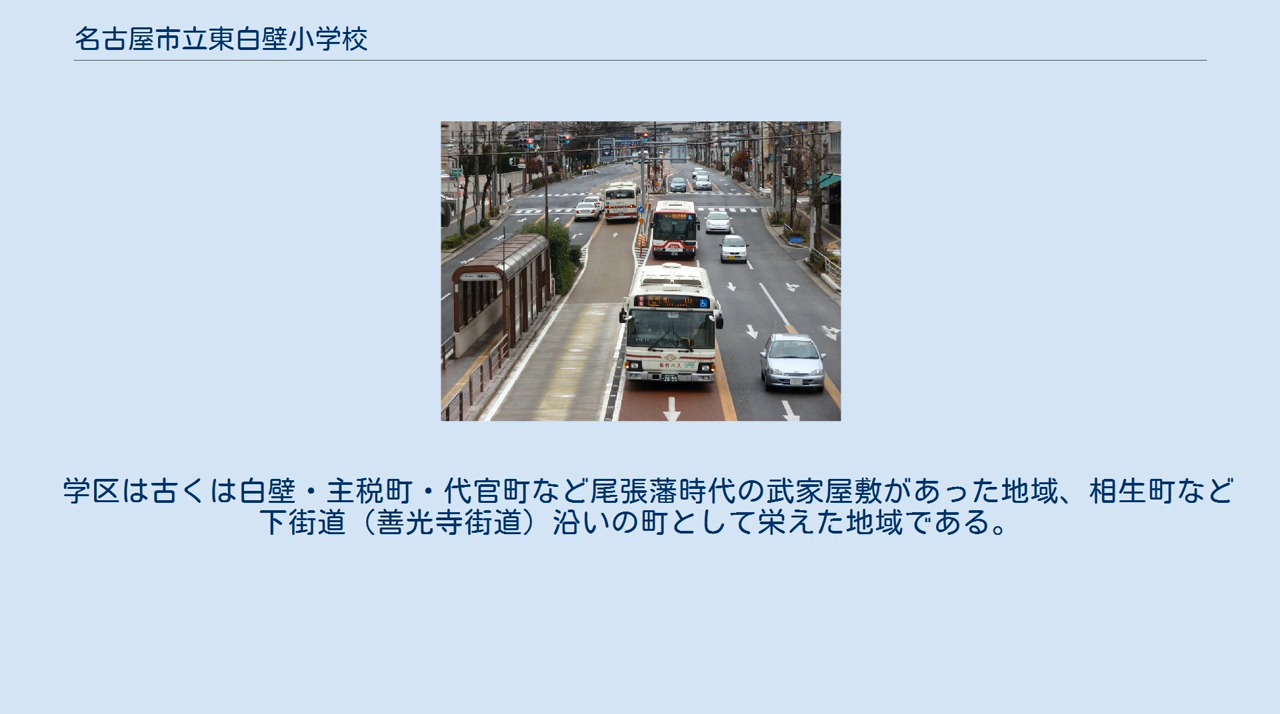 名古屋市立東白壁小学校
学区は古くは白壁・主税町・代官町など尾張藩時代の武家屋敷があった地域、相生町など
下街道（善光寺街道）沿いの町として栄えた地域である。